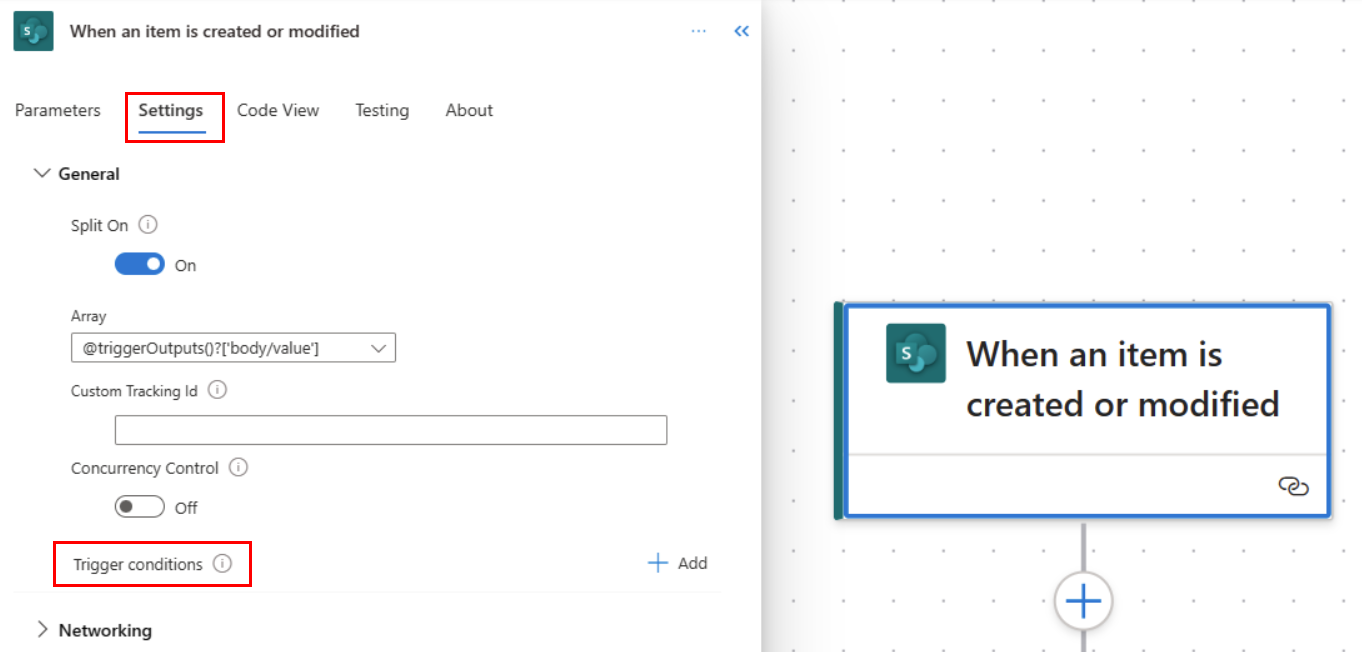 When an item is created or modified
Parameters
Settings
Code View
Testing
About
General
Split On
On
Array
@triggerOutputs()?['body/value']
Custom Tracking Id
Concurrency Control
Off
Trigger conditions
Add
Networking
S
When an item is
created or modified